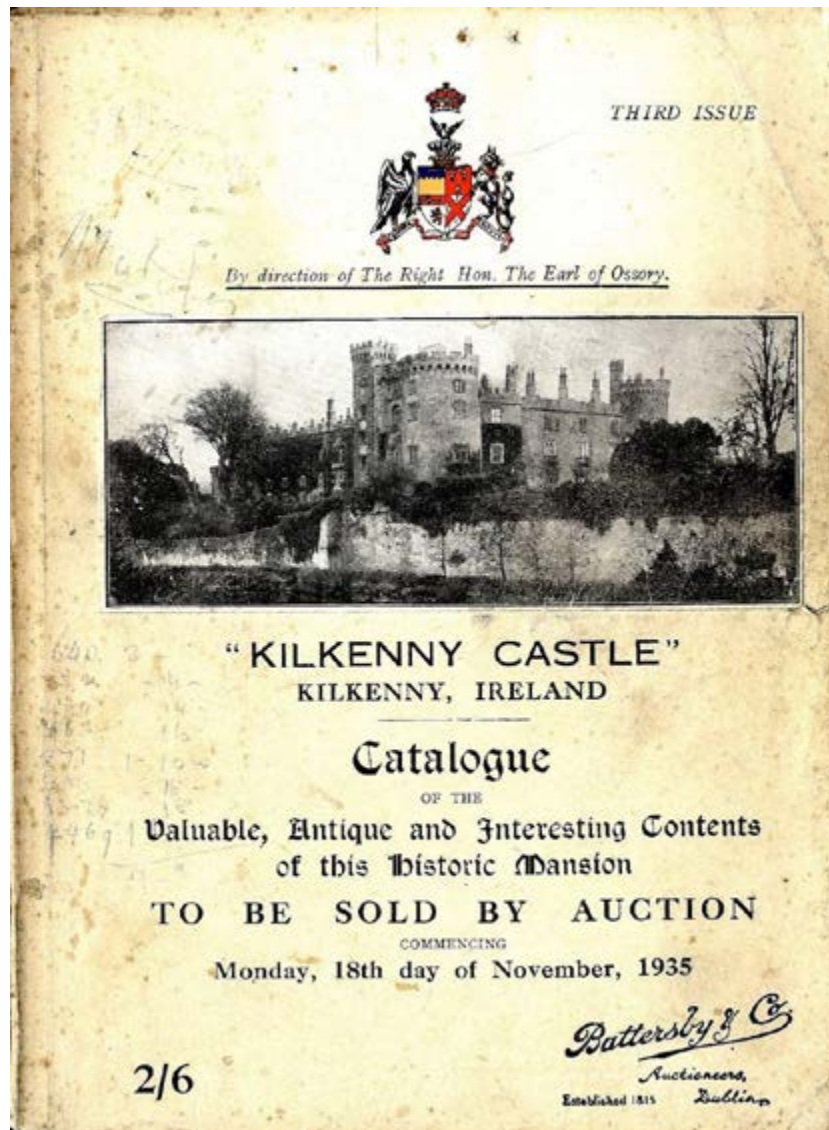 THIRD ISSUE
By direction of The Right Hon. The Earl of Ossory.
"KILKENNY CASTLE"
KILKENNY, IRELAND
Catalogue
OF THE
Valuable, Antique and Interesting Contents
of this Historic Mansion
TO BE SOLD BY AUCTION
COMMENCING
Monday, 18th day of November, 1935
Battersby & Co.
Auctioneers,
Established 1815 Dublin
2/6